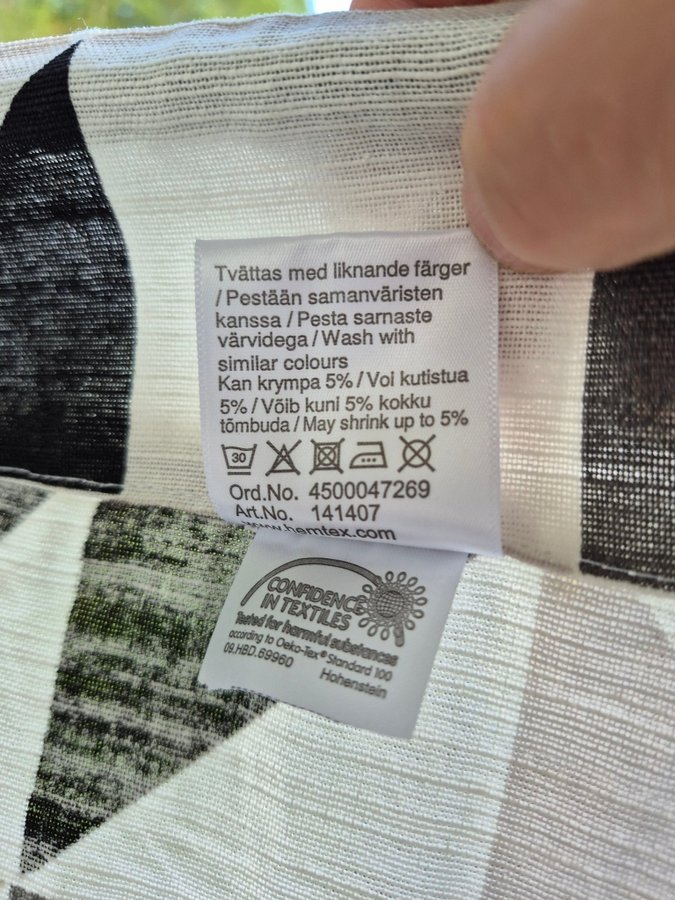 Tvättas med liknande färger
/ Pestään samanväristen
kanssa / Pesta sarnaste
värvidega / Wash with
similar colours
Kan krympa 5% / Voi kutistua
5% / Võib kuni 5% kokku
tõmbuda / May shrink up to 5%
30
Ord.No. 4500047269
Art.No. 141407
www.hemtex.com
CONFIDENCE
IN TEXTILES
Tested for harmful substances
according to Oeko-Tex® Standard 100
09.HBD.69960
Hohenstein